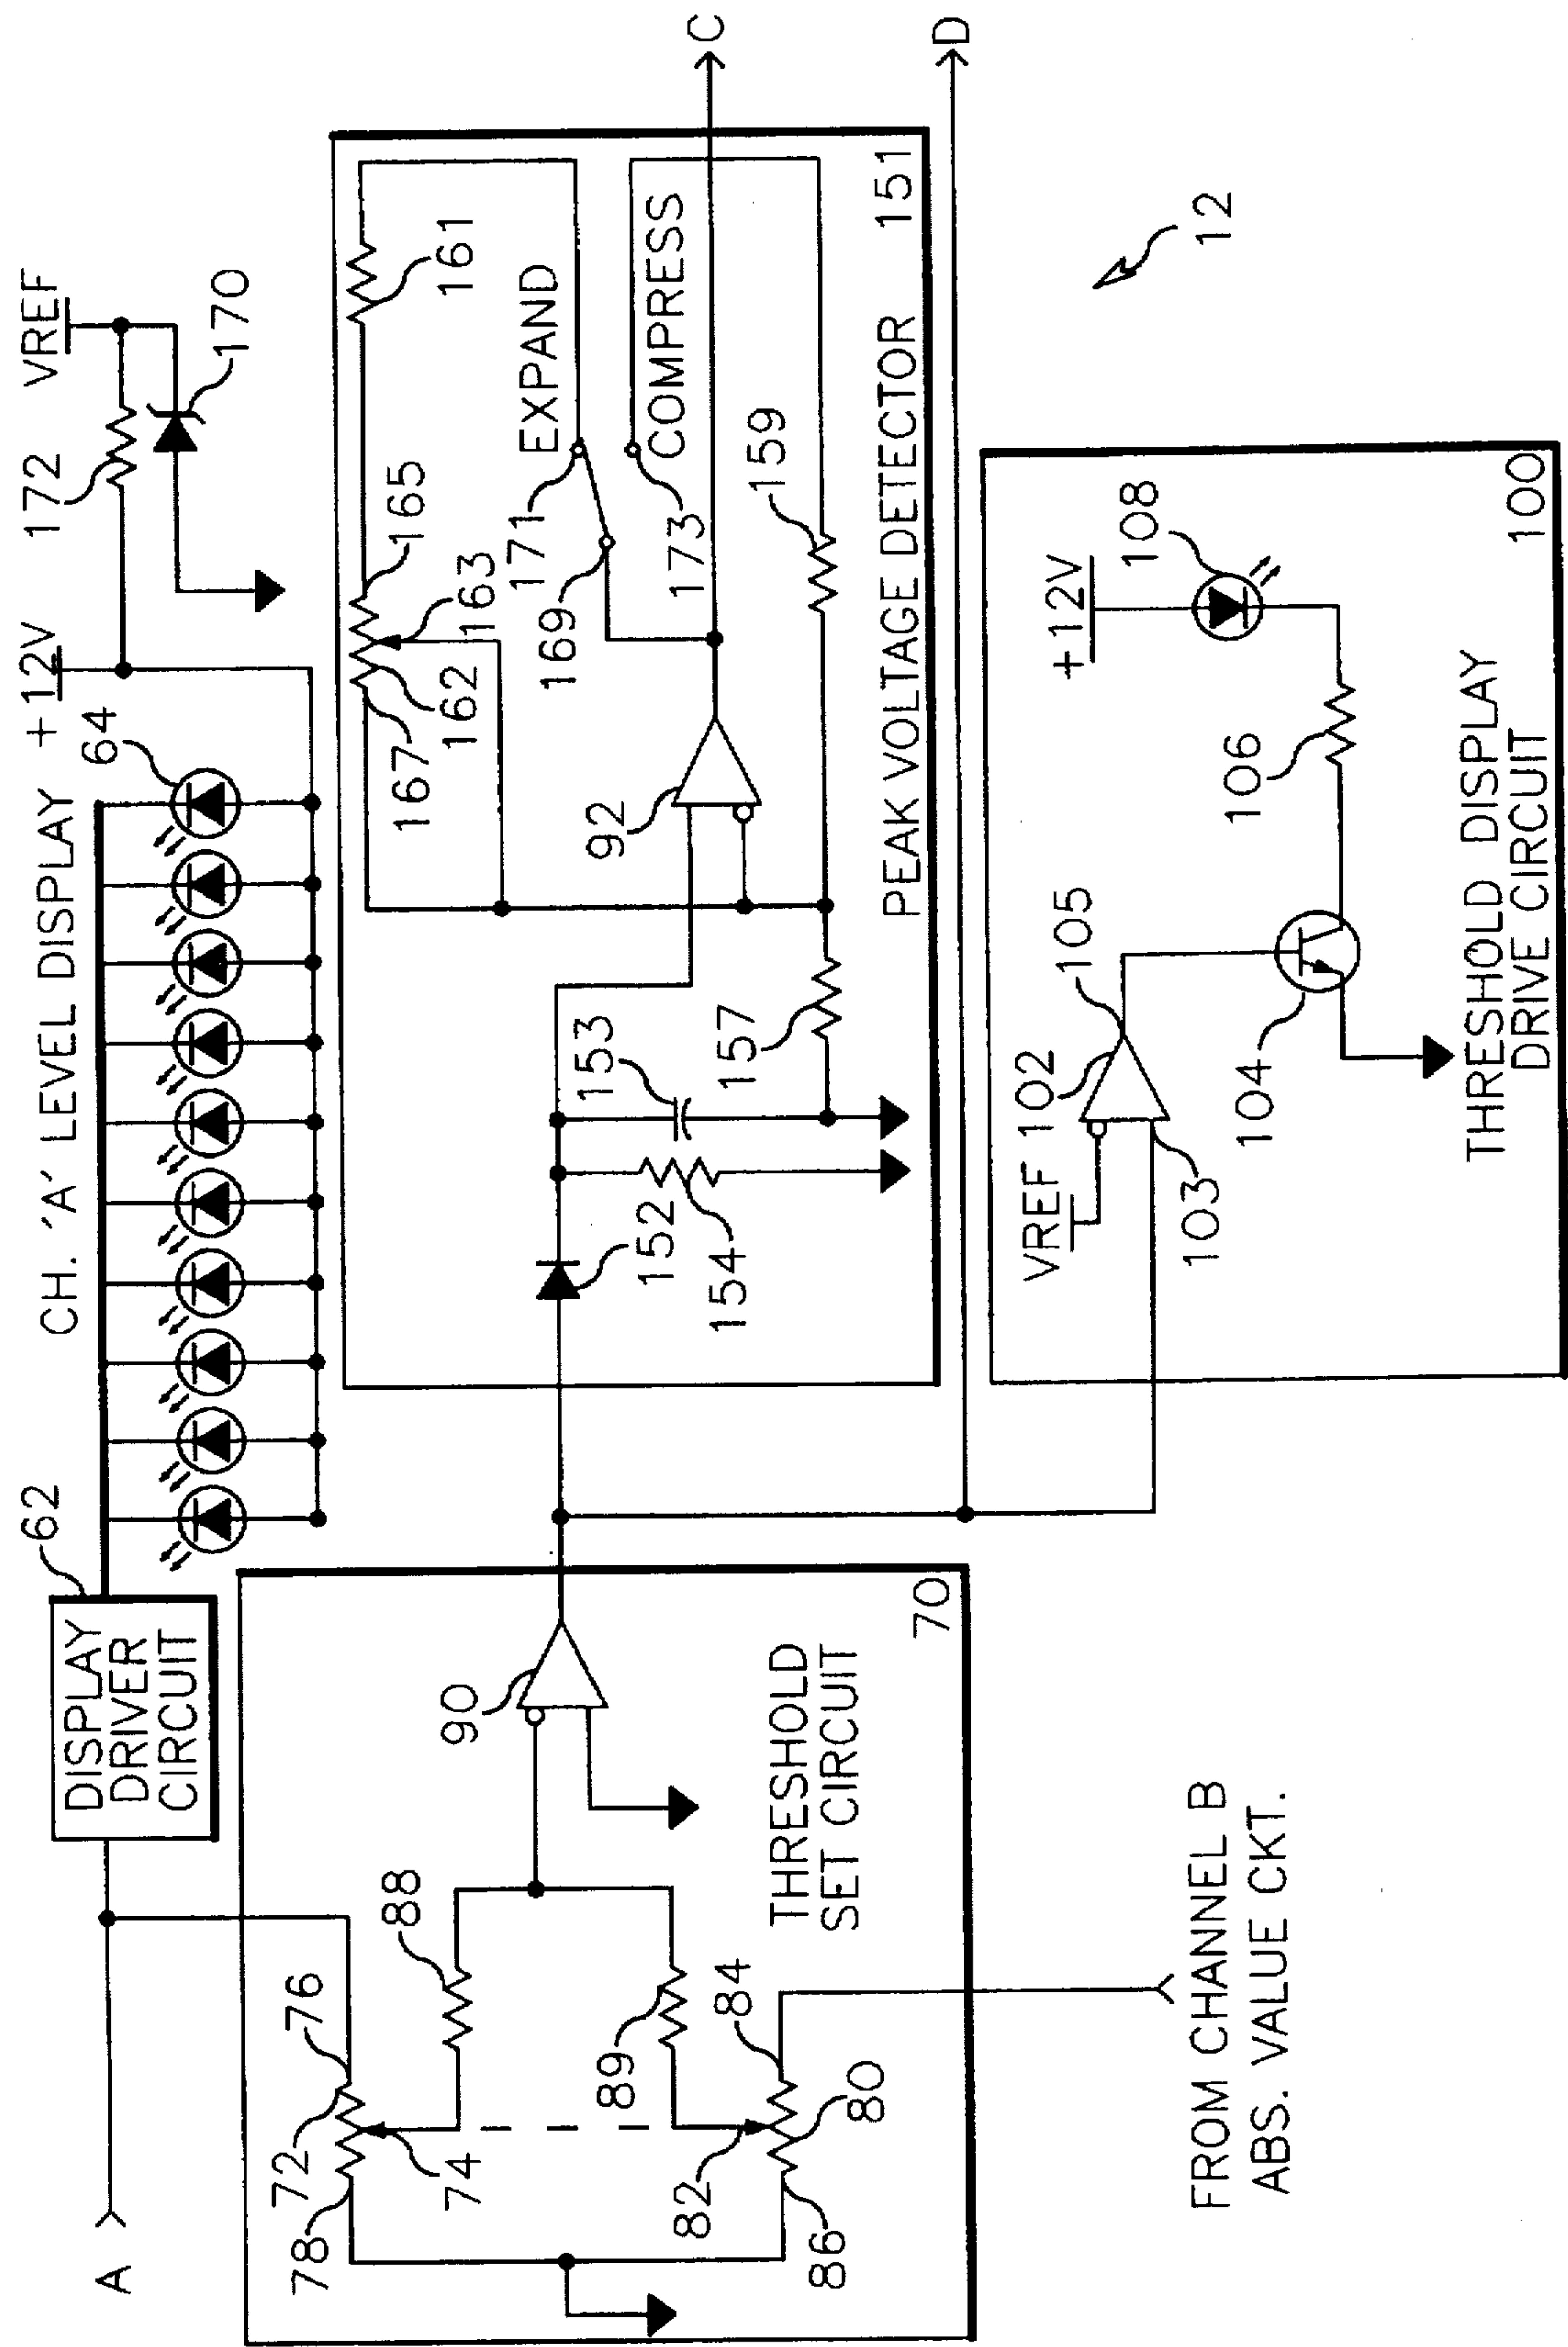 A
DISPLAY
DRIVER
CIRCUIT
62
CH. 'A' LEVEL DISPLAY
64
+12V
172
VREF
170
72
76
78
74
88
89
82
84
80
86
90
THRESHOLD
SET CIRCUIT
70
FROM CHANNEL B
ABS. VALUE CKT.
152
154
153
157
92
167
162
163
165
161
169
171
EXPAND
173
COMPRESS
159
PEAK VOLTAGE DETECTOR
151
C
D
VREF
102
103
105
104
106
+12V
108
THRESHOLD DISPLAY
DRIVE CIRCUIT
100
12